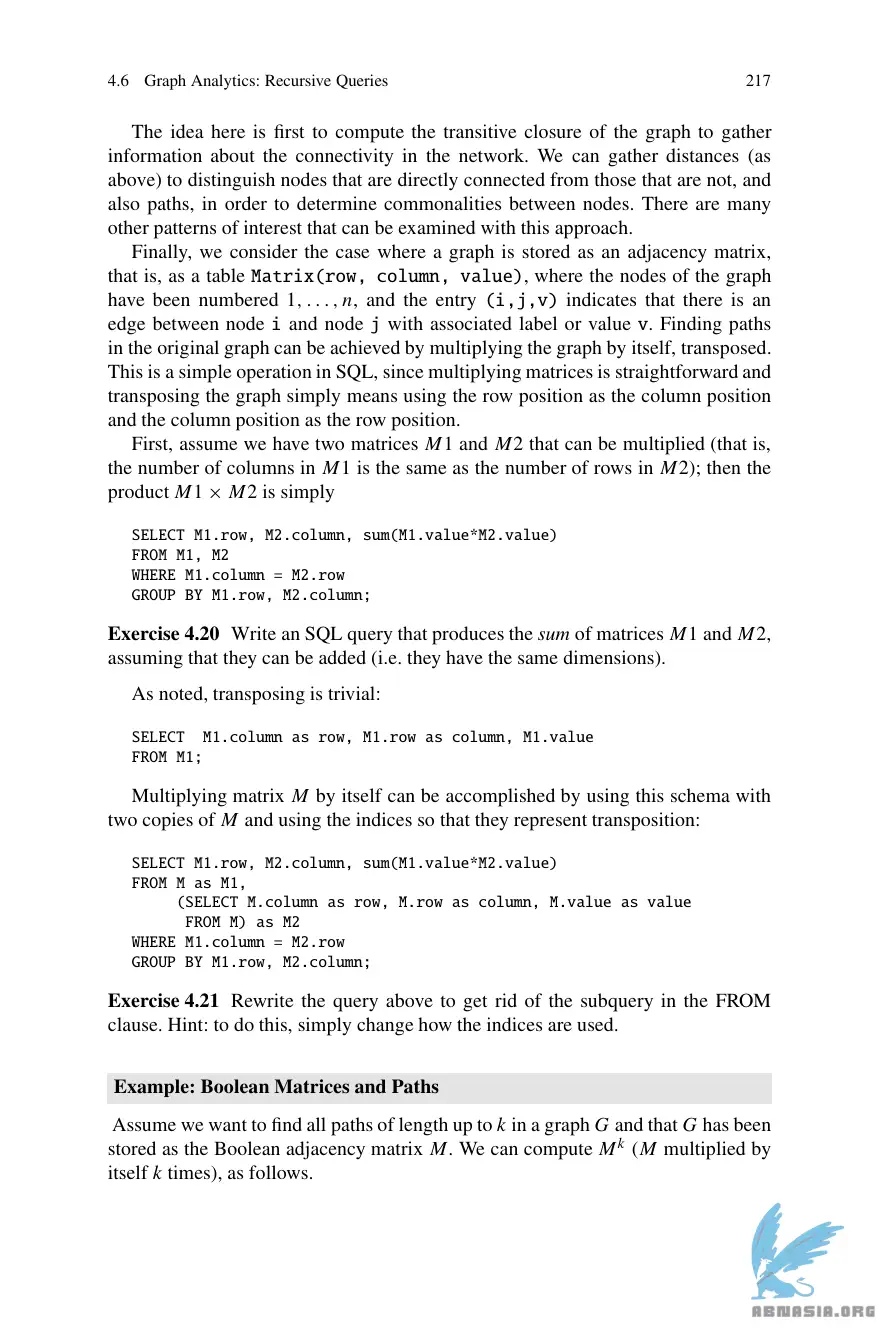 4.6 Graph Analytics: Recursive Queries 217
The idea here is first to compute the transitive closure of the graph to gather
information about the connectivity in the network. We can gather distances (as
above) to distinguish nodes that are directly connected from those that are not, and
also paths, in order to determine commonalities between nodes. There are many
other patterns of interest that can be examined with this approach.
Finally, we consider the case where a graph is stored as an adjacency matrix,
that is, as a table Matrix(row, column, value), where the nodes of the graph
have been numbered 1, . . . , n, and the entry (i,j,v) indicates that there is an
edge between node i and node j with associated label or value v. Finding paths
in the original graph can be achieved by multiplying the graph by itself, transposed.
This is a simple operation in SQL, since multiplying matrices is straightforward and
transposing the graph simply means using the row position as the column position
and the column position as the row position.
First, assume we have two matrices M1 and M2 that can be multiplied (that is,
the number of columns in M1 is the same as the number of rows in M2); then the
product M1 × M2 is simply
SELECT M1.row, M2.column, sum(M1.value*M2.value)
FROM M1, M2
WHERE M1.column = M2.row
GROUP BY M1.row, M2.column;
Exercise 4.20 Write an SQL query that produces the sum of matrices M1 and M2,
assuming that they can be added (i.e. they have the same dimensions).
As noted, transposing is trivial:
SELECT M1.column as row, M1.row as column, M1.value
FROM M1;
Multiplying matrix M by itself can be accomplished by using this schema with
two copies of M and using the indices so that they represent transposition:
SELECT M1.row, M2.column, sum(M1.value*M2.value)
FROM M as M1,
(SELECT M.column as row, M.row as column, M.value as value
FROM M) as M2
WHERE M1.column = M2.row
GROUP BY M1.row, M2.column;
Exercise 4.21 Rewrite the query above to get rid of the subquery in the FROM
clause. Hint: to do this, simply change how the indices are used.
Example: Boolean Matrices and Paths
Assume we want to find all paths of length up to k in a graph G and that G has been
stored as the Boolean adjacency matrix M. We can compute M^k (M multiplied by
itself k times), as follows.
ABNASIA.ORG